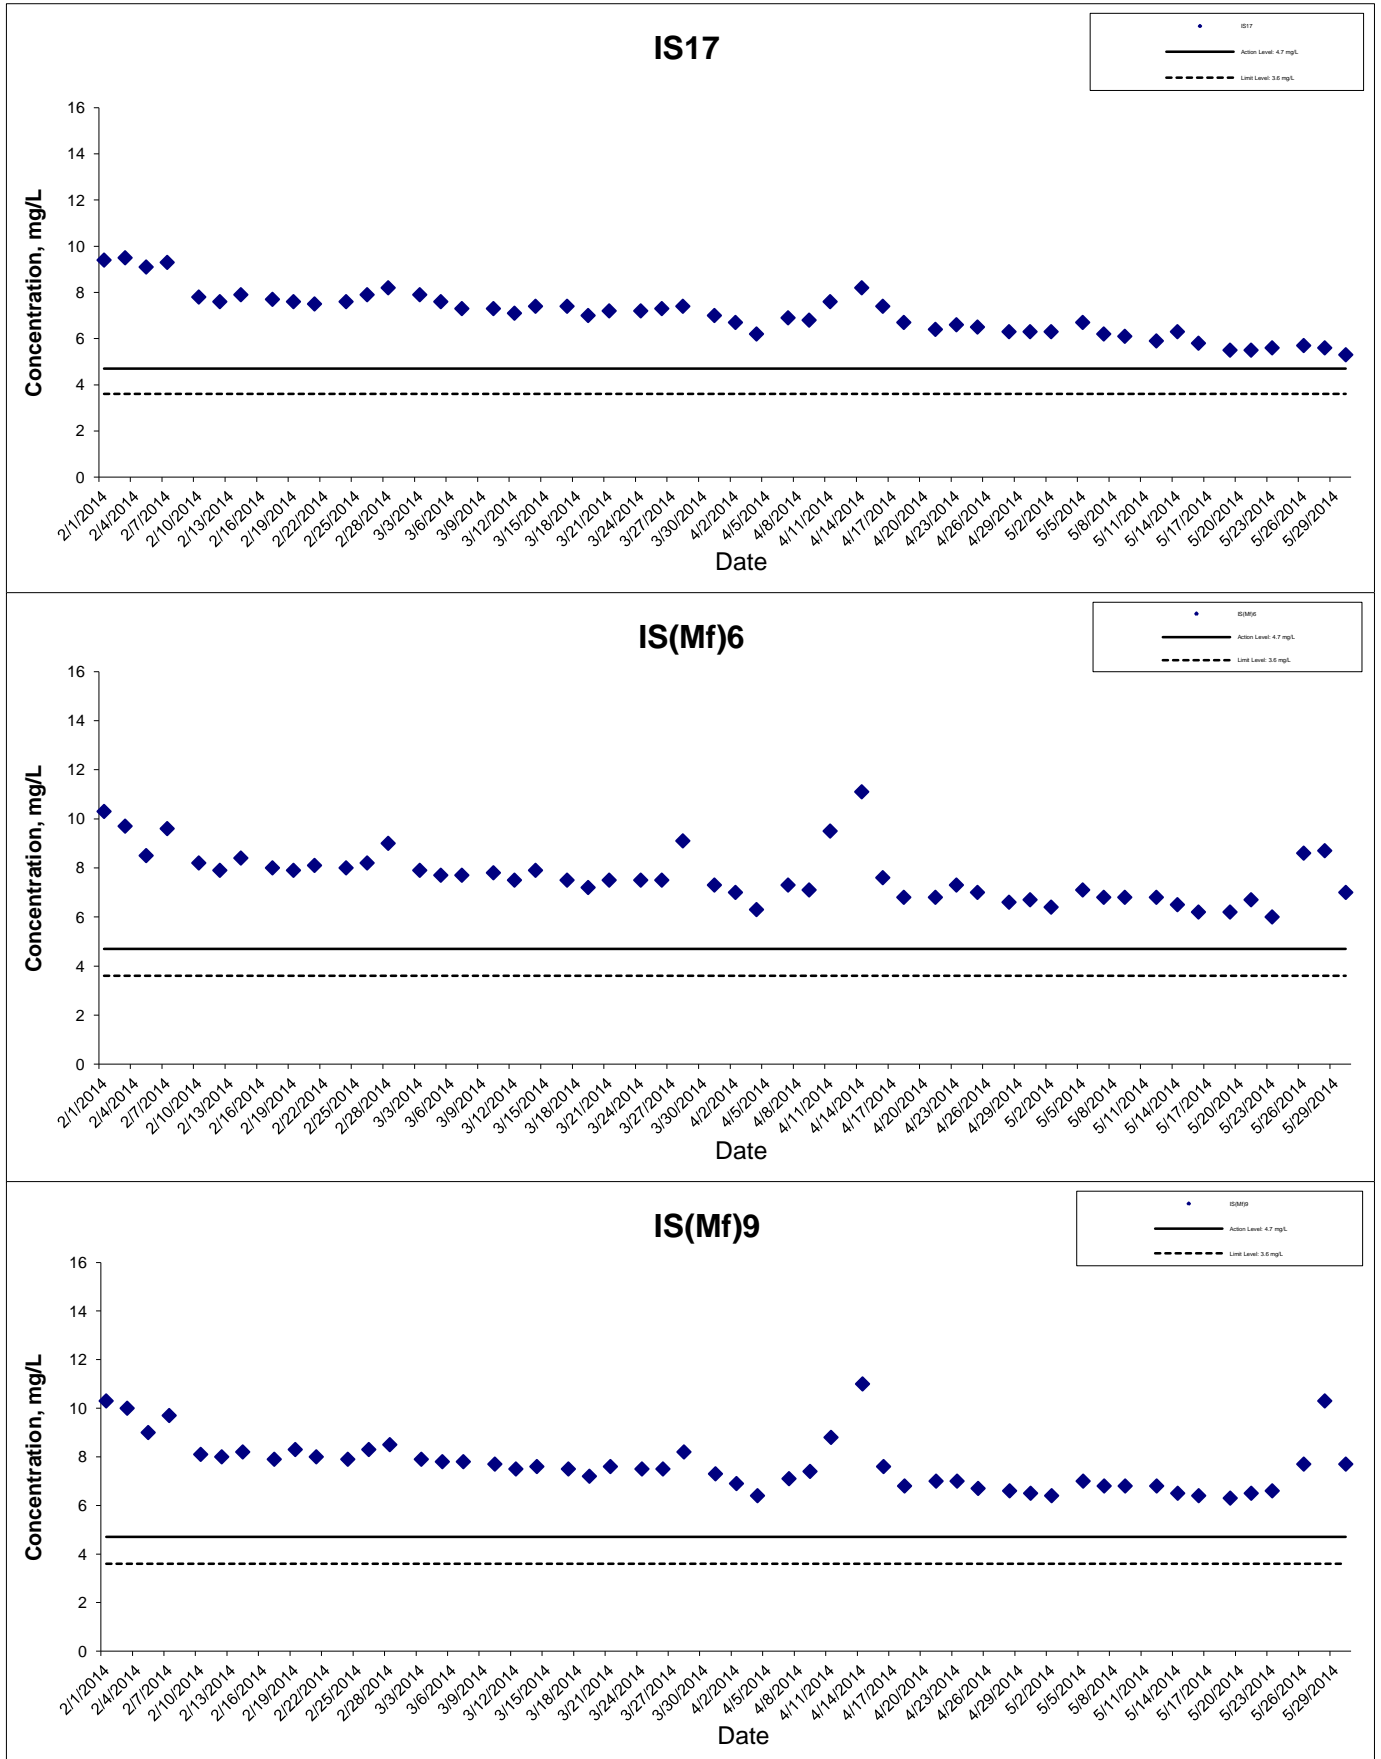 IS17
IS17
Action Level: 4.7 mg/L
Limit Level: 3.6 mg/L
Concentration, mg/L
16
14
12
10
8
6
4
2
0
2/1/2014 2/4/2014 2/7/2014 2/10/2014 2/13/2014 2/16/2014 2/19/2014 2/22/2014 2/25/2014 2/28/2014 3/3/2014 3/6/2014 3/9/2014 3/12/2014 3/15/2014 3/18/2014 3/21/2014 3/24/2014 3/27/2014 3/30/2014 4/2/2014 4/5/2014 4/8/2014 4/11/2014 4/14/2014 4/17/2014 4/20/2014 4/23/2014 4/26/2014 4/29/2014 5/2/2014 5/5/2014 5/8/2014 5/11/2014 5/14/2014 5/17/2014 5/20/2014 5/23/2014 5/26/2014 5/29/2014
Date
IS(Mf)6
IS(Mf)6
Action Level: 4.7 mg/L
Limit Level: 3.6 mg/L
Concentration, mg/L
16
14
12
10
8
6
4
2
0
2/1/2014 2/4/2014 2/7/2014 2/10/2014 2/13/2014 2/16/2014 2/19/2014 2/22/2014 2/25/2014 2/28/2014 3/3/2014 3/6/2014 3/9/2014 3/12/2014 3/15/2014 3/18/2014 3/21/2014 3/24/2014 3/27/2014 3/30/2014 4/2/2014 4/5/2014 4/8/2014 4/11/2014 4/14/2014 4/17/2014 4/20/2014 4/23/2014 4/26/2014 4/29/2014 5/2/2014 5/5/2014 5/8/2014 5/11/2014 5/14/2014 5/17/2014 5/20/2014 5/23/2014 5/26/2014 5/29/2014
Date
IS(Mf)9
IS(Mf)9
Action Level: 4.7 mg/L
Limit Level: 3.6 mg/L
Concentration, mg/L
16
14
12
10
8
6
4
2
0
2/1/2014 2/4/2014 2/7/2014 2/10/2014 2/13/2014 2/16/2014 2/19/2014 2/22/2014 2/25/2014 2/28/2014 3/3/2014 3/6/2014 3/9/2014 3/12/2014 3/15/2014 3/18/2014 3/21/2014 3/24/2014 3/27/2014 3/30/2014 4/2/2014 4/5/2014 4/8/2014 4/11/2014 4/14/2014 4/17/2014 4/20/2014 4/23/2014 4/26/2014 4/29/2014 5/2/2014 5/5/2014 5/8/2014 5/11/2014 5/14/2014 5/17/2014 5/20/2014 5/23/2014 5/26/2014 5/29/2014
Date